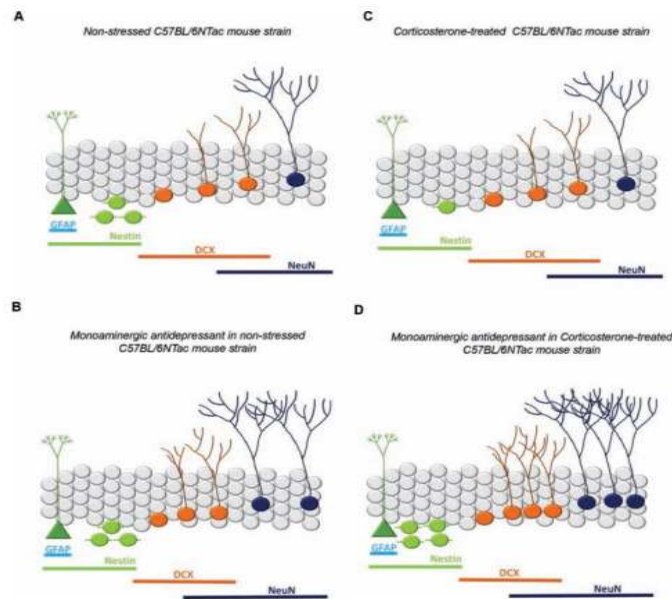 A
Non-stressed C57BL/6NTac mouse strain
GFAP
Nestin
DCX
NeuN
C
Corticosterone-treated C57BL/6NTac mouse strain
GFAP
Nestin
DCX
NeuN
B
Monoaminergic antidepressant in non-stressed
C57BL/6NTac mouse strain
GFAP
Nestin
DCX
NeuN
D
Monoaminergic antidepressant in Corticosterone-treated
C57BL/6NTac mouse strain
GFAP
Nestin
DCX
NeuN